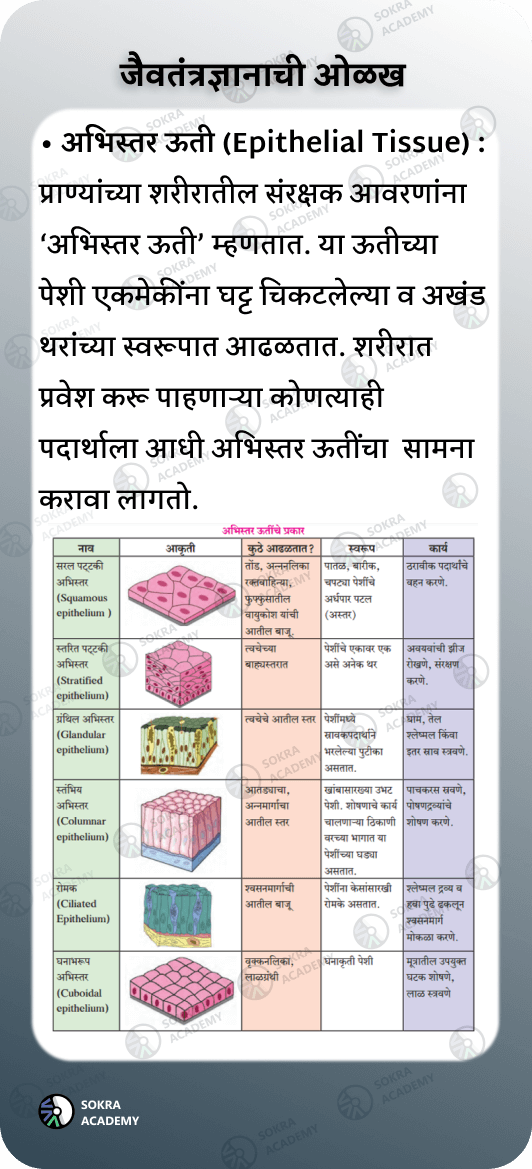 जैवतंत्रज्ञानाची ओळख
• अभिस्तर ऊती (Epithelial Tissue) :
प्राण्यांच्या शरीरातील संरक्षक आवरणांना
‘अभिस्तर ऊती’ म्हणतात. या ऊतीच्या
पेशी एकमेकींना घट्ट चिकटलेल्या व अखंड
थरांच्या स्वरूपात आढळतात. शरीरात
प्रवेश करू पाहणाऱ्या कोणत्याही
पदार्थाला आधी अभिस्तर ऊतींचा सामना
करावा लागतो.
अभिस्तर ऊतींचे प्रकार
नाव आकृती कुठे आढळतात? स्वरूप कार्य
सरल पट्टकी
अभिस्तर
(Squamous
epithelium )
तोंड, अन्ननलिका
रक्तवाहिन्या,
फुफ्फुसातील
वायुकोश यांची
आतील बाजू.
पातळ, बारीक,
चपट्या पेशींचे
अर्धपार पटल
(अस्तर)
ठरावीक पदार्थांचे
वहन करणे.
स्तरित पट्टकी
अभिस्तर
(Stratified
epithelium)
त्वचेच्या
बाह्यस्तरात
पेशींचे एकावर एक
असे अनेक थर
अवयवांची झीज
रोखणे, संरक्षण
करणे.
ग्रंथिल अभिस्तर
(Glandular
epithelium)
त्वचेचे आतील स्तर
पेशींमध्ये
स्रावकपदार्थाने
भरलेल्या पुटीका
असतात.
घाम, तेल
श्लेष्मल किंवा
इतर स्राव स्त्रवणे.
स्तंभिय
अभिस्तर
(Columnar
epithelium)
आतड्याचा,
अन्नमार्गाचा
आतील स्तर
खांबासारख्या उभट
पेशी. शोषणाचे कार्य
चालणाऱ्या ठिकाणी
वरच्या भागात या
पेशींच्या घड्या
असतात.
पाचकरस स्रवणे,
पोषणद्रव्यांचे
शोषण करणे.
रोमक
(Ciliated
Epithelium)
श्वसनमार्गाची
आतील बाजू
पेशींना केसांसारखी
रोमके असतात.
श्लेष्मल द्रव्य व
हवा पुढे ढकलून
श्वसनमार्ग
मोकळा करणे.
घनाभरूप
अभिस्तर
(Cuboidal
epithelium)
वृक्कनलिका,
लाळग्रंथी
घनाकृती पेशी
मूत्रातील उपयुक्त
घटक शोषणे,
लाळ स्त्रवणे
SOKRA
ACADEMY